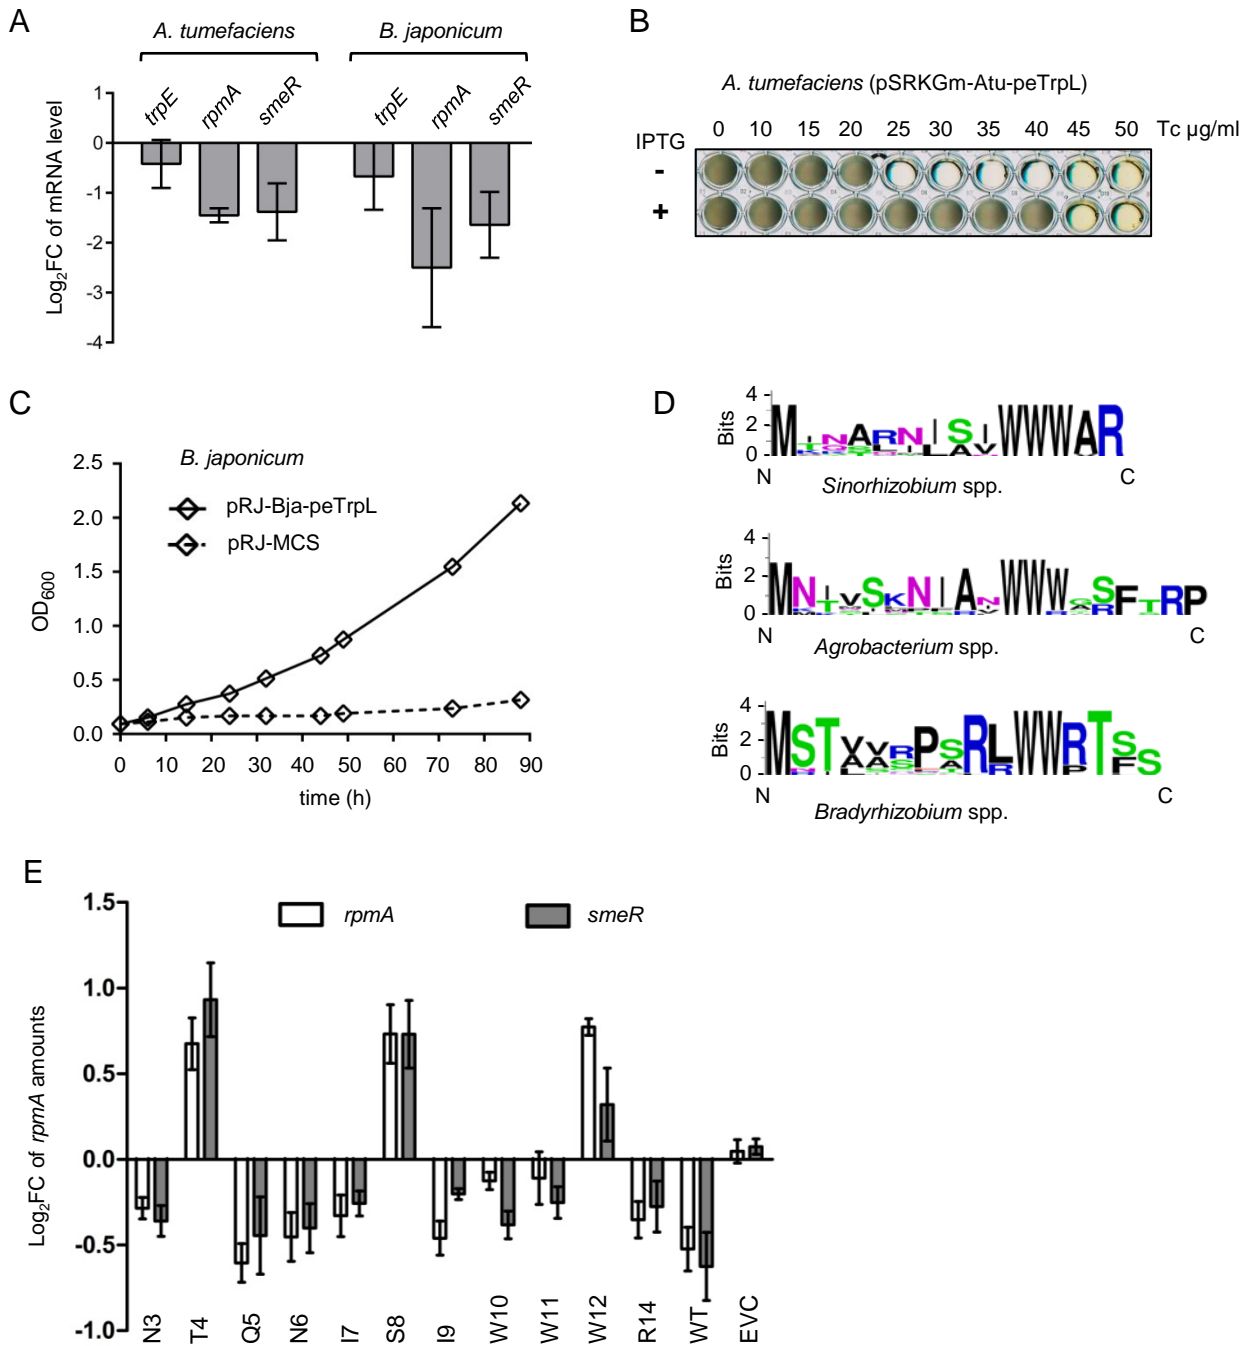 A
A. tumefaciens
B. japonicum
trpE
rpmA
smeR
trpE
rpmA
smeR
Log2FC of mRNA level
1
0
-1
-2
-3
-4
B
A. tumefaciens (pSRKGm-Atu-peTrpL)
IPTG
0 10 15 20 25 30 35 40 45 50 Tc µg/ml
-
+
C
B. japonicum
pRJ-Bja-peTrpL
pRJ-MCS
OD600
2.5
2.0
1.5
1.0
0.5
0.0
0 10 20 30 40 50 60 70 80 90
time (h)
D
Bits
4
2
0
N
C
Sinorhizobium spp.
Bits
4
2
0
N
C
Agrobacterium spp.
Bits
4
2
0
N
C
Bradyrhizobium spp.
E
rpmA
smeR
Log2FC of rpmA amounts
1.5
1.0
0.5
0.0
-0.5
-1.0
N3 T4 Q5 N6 I7 S8 I9 W10 W11 W12 R14 WT EVC